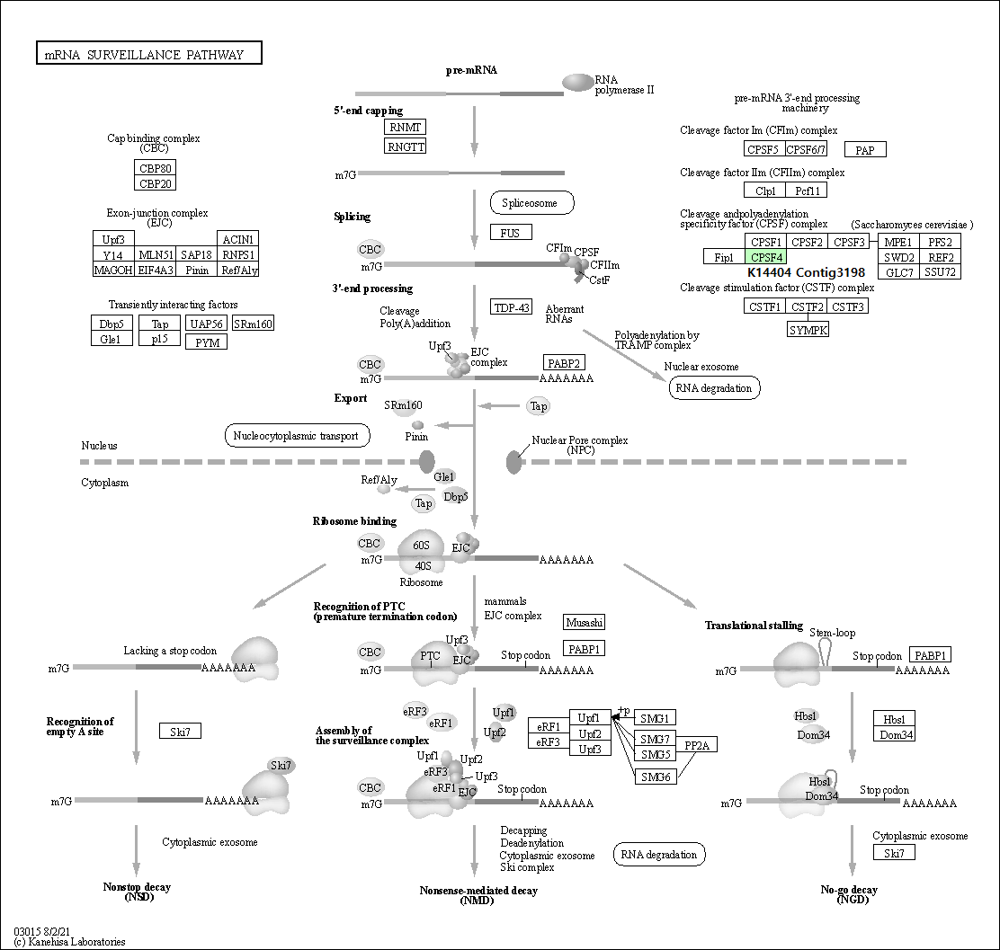 mRNA SURVEILLANCE PATHWAY
pre-mRNA
RNA
polymerase II
5'-end capping
RNMT
RNGTT
m7G
Cap binding complex
(CBC)
CBP80
CBP20
Exon-junction complex
(EJC)
Upf3
ACIN1
Y14
MLN51
SAP18
RNPS1
MAGOH
EIF4A3
Pinin
Ref/Aly
Transiently interacting factors
Dbp5
Tap
UAP56
SRm160
Gle1
p15
PYM
pre-mRNA 3'-end processing
machinery
Cleavage factor Im (CFIm) complex
CPSF5
CPSF6/7
PAP
Cleavage factor IIm (CFIIm) complex
Clp1
Pcf11
Cleavage andpolyadenylation
specificity factor (CPSF) complex
(Saccharomyces cerevisiae )
CPSF1
CPSF2
CPSF3
MPE1
PFS2
Fip1
CPSF4
SWD2
REF2
K14404 Contig3198
GLC7
SSU72
Cleavage stimulation factor (CSTF) complex
CSTF1
CSTF2
CSTF3
SYMPK
Splicing
Spliceosome
FUS
CBC
m7G
CFIm
CPSF
CFIIm
CstF
3'-end processing
Cleavage
Poly(A)addition
TDP-43
Aberrant
RNAs
Polyadenylation by
TRAMP complex
Nuclear exosome
RNA degradation
Upf3
EJC
complex
CBC
m7G
PABP2
AAAAAAA
Export
SRm160
Tap
Pinin
Nucleocytoplasmic transport
Nucleus
Nuclear Pore complex
(NPC)
Cytoplasm
Ref/Aly
Gle1
Dbp5
Tap
Ribosome binding
CBC
m7G
60S
40S
EJC
AAAAAAA
Ribosome
Recognition of PTC
(premature termination codon)
mammals
EJC complex
Musashi
Translational stalling
Stem-loop
Lacking a stop codon
m7G
AAAAAAA
CBC
m7G
PTC
Upf3
EJC
Stop codon
PABP1
AAAAAAA
m7G
Stop codon
PABP1
AAAAAAA
Recognition of
empty A site
Ski7
Assembly of
the surveillance complex
eRF3
eRF1
Upf1
Upf2
eRF1
eRF3
Upf1
Upf2
Upf3
+p
SMG1
SMG7
SMG5
SMG6
PP2A
Hbs1
Dom34
Hbs1
Dom34
Ski7
m7G
AAAAAAA
Upf1
Upf2
eRF3
Upf3
eRF1
EJC
CBC
m7G
Stop codon
AAAAAAA
Hbs1
Dom34
m7G
Stop codon
AAAAAAA
Cytoplasmic exosome
Decapping
Deadenylation
Cytoplasmic exosome
Ski complex
RNA degradation
Cytoplasmic exosome
Ski7
Nonstop decay
(NSD)
Nonsense-mediated decay
(NMD)
No-go decay
(NGD)
03015 8/2/21
(c) Kanehisa Laboratories